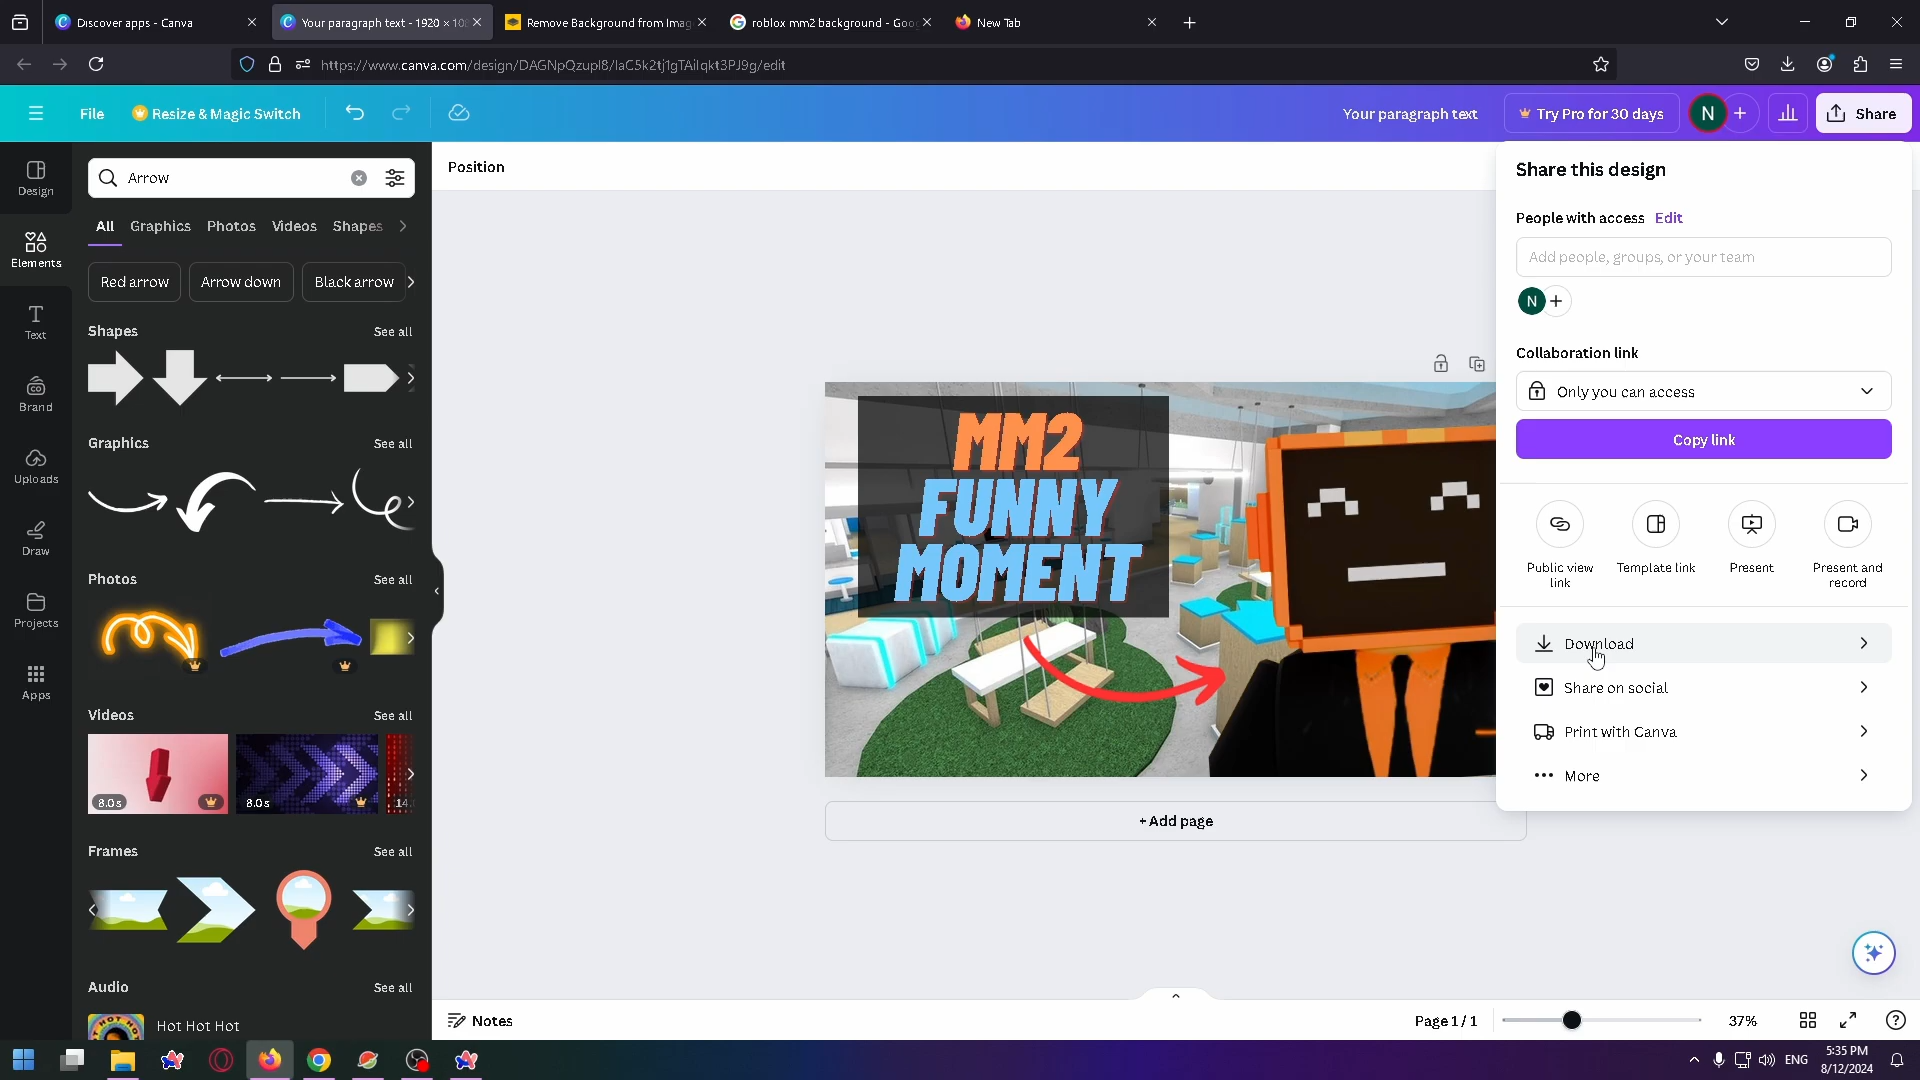 Discover apps - Canva
Your paragraph text - 1920 × 10
Remove Background from Imag
roblox mm2 background - Goog
New Tab
https://www.canva.com/design/DAGNpQzupI8/IaC5k2tj1gTAiIqkt3PJ9g/edit
File
Resize & Magic Switch
Your paragraph text
Try Pro for 30 days
N
Share
Design
Elements
Text
Brand
Uploads
Draw
Projects
Apps
Arrow
All
Graphics
Photos
Videos
Shapes
Red arrow
Arrow down
Black arrow
Shapes
See all
Graphics
See all
Photos
See all
Videos
See all
8.0s
8.0s
14.
Frames
See all
Audio
See all
HOT HOT HOT
Hot Hot Hot
Position
MM2
FUNNY
MOMENT
+ Add page
Share this design
People with access
Edit
Add people, groups, or your team
N
Collaboration link
Only you can access
Copy link
Public view
link
Template link
Present
Present and
record
Download
Share on social
Print with Canva
More
Notes
Page 1 / 1
37%
ENG
5:35 PM
8/12/2024